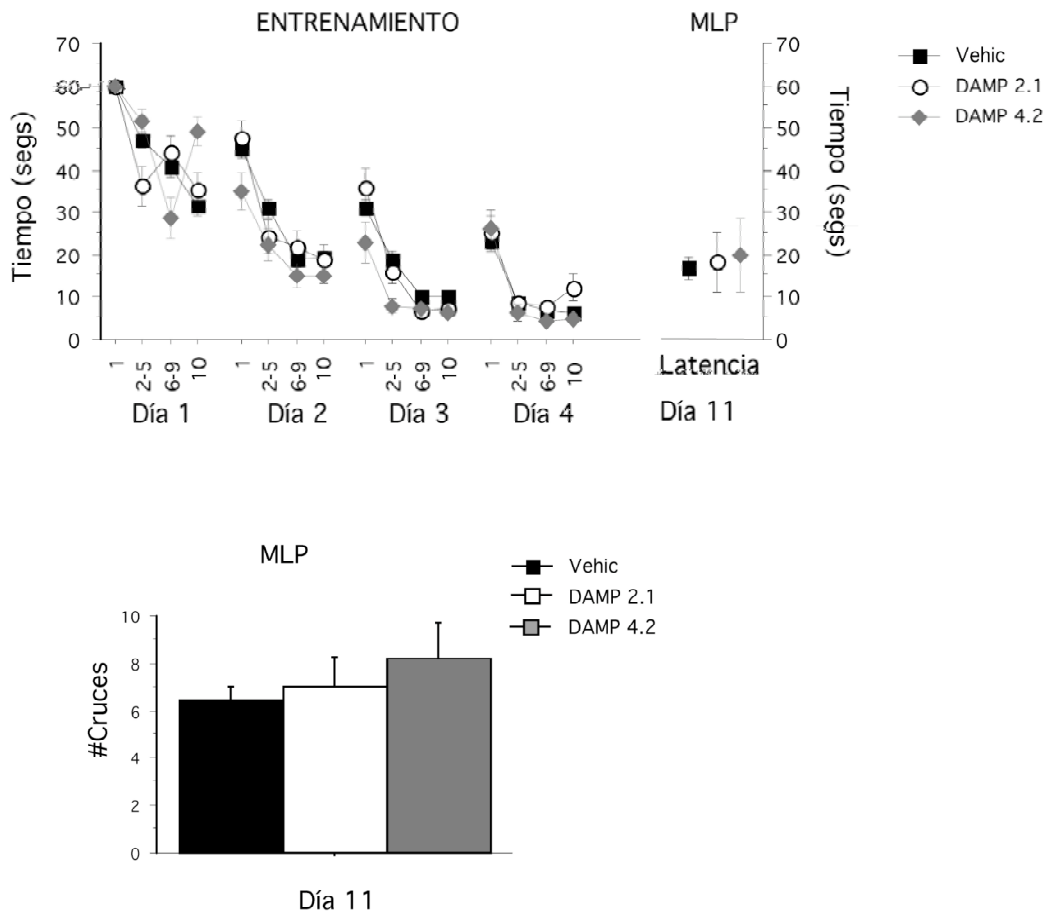 ENTRENAMIENTO
MLP
70
60
50
40
30
20
10
0
Tiempo (segs)
1
2-5
6-9
10
1
2-5
6-9
10
1
2-5
6-9
10
1
2-5
6-9
10
Día 1
Día 2
Día 3
Día 4
Latencia
Día 11
70
60
50
40
30
20
10
0
Tiempo (segs)
Vehic
DAMP 2.1
DAMP 4.2
MLP
Vehic
DAMP 2.1
DAMP 4.2
10
8
6
4
2
0
#Cruces
Día 11